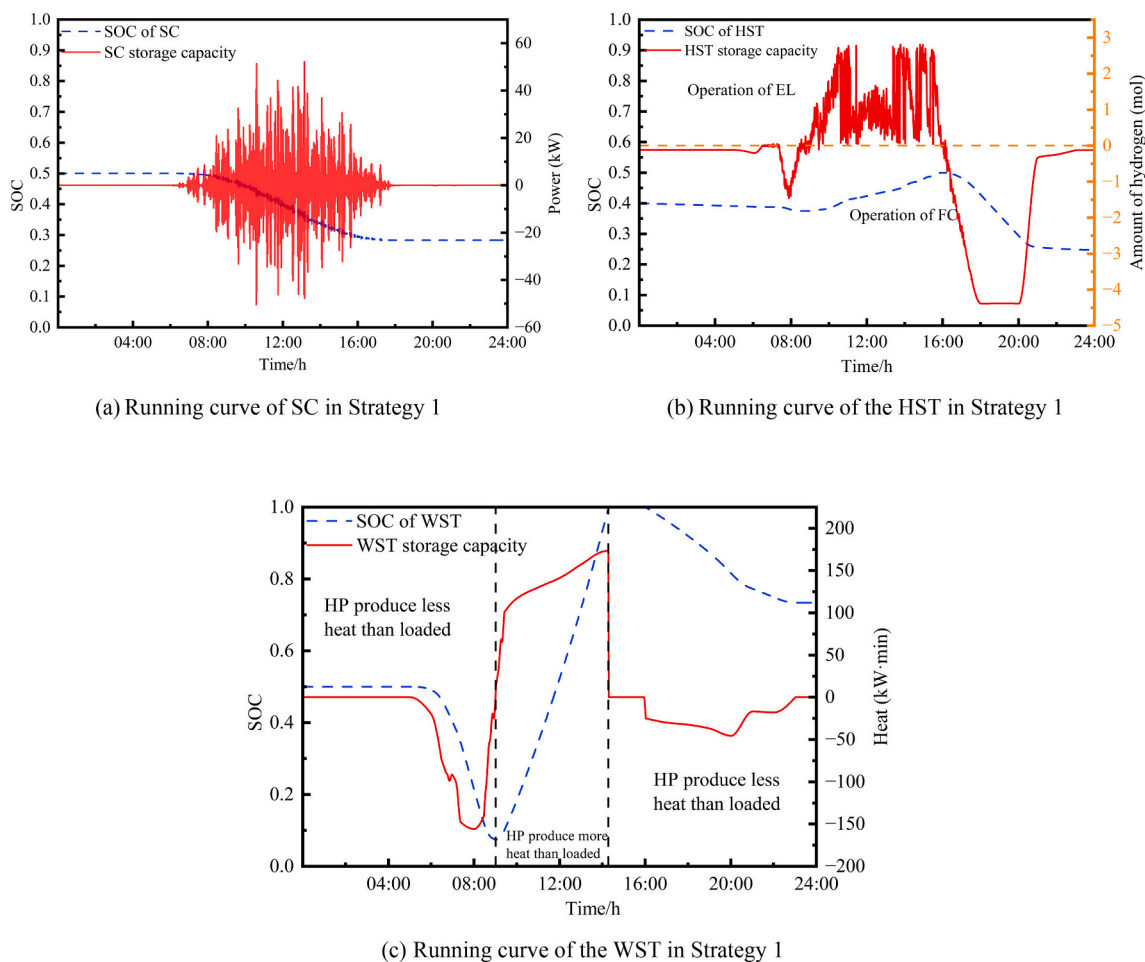 SOC of SC
SC storage capacity
1.0
0.9
0.8
0.7
0.6
0.5
0.4
0.3
0.2
0.1
0.0
SOC
60
40
20
0
−20
−40
−60
Power (kW)
04:00 08:00 12:00 16:00 20:00 24:00
Time/h
(a) Running curve of SC in Strategy 1
SOC of HST
HST storage capacity
Operation of EL
Operation of FC
1.0
0.9
0.8
0.7
0.6
0.5
0.4
0.3
0.2
0.1
0.0
SOC
3
2
1
0
−1
−2
−3
−4
−5
Amount of hydrogen (mol)
04:00 08:00 12:00 16:00 20:00 24:00
Time/h
(b) Running curve of the HST in Strategy 1
SOC of WST
WST storage capacity
HP produce less
heat than loaded
HP produce more
heat than loaded
HP produce less
heat than loaded
1.0
0.8
0.6
0.4
0.2
0.0
SOC
200
150
100
50
0
−50
−100
−150
−200
Heat (kW·min)
04:00 08:00 12:00 16:00 20:00 24:00
Time/h
(c) Running curve of the WST in Strategy 1